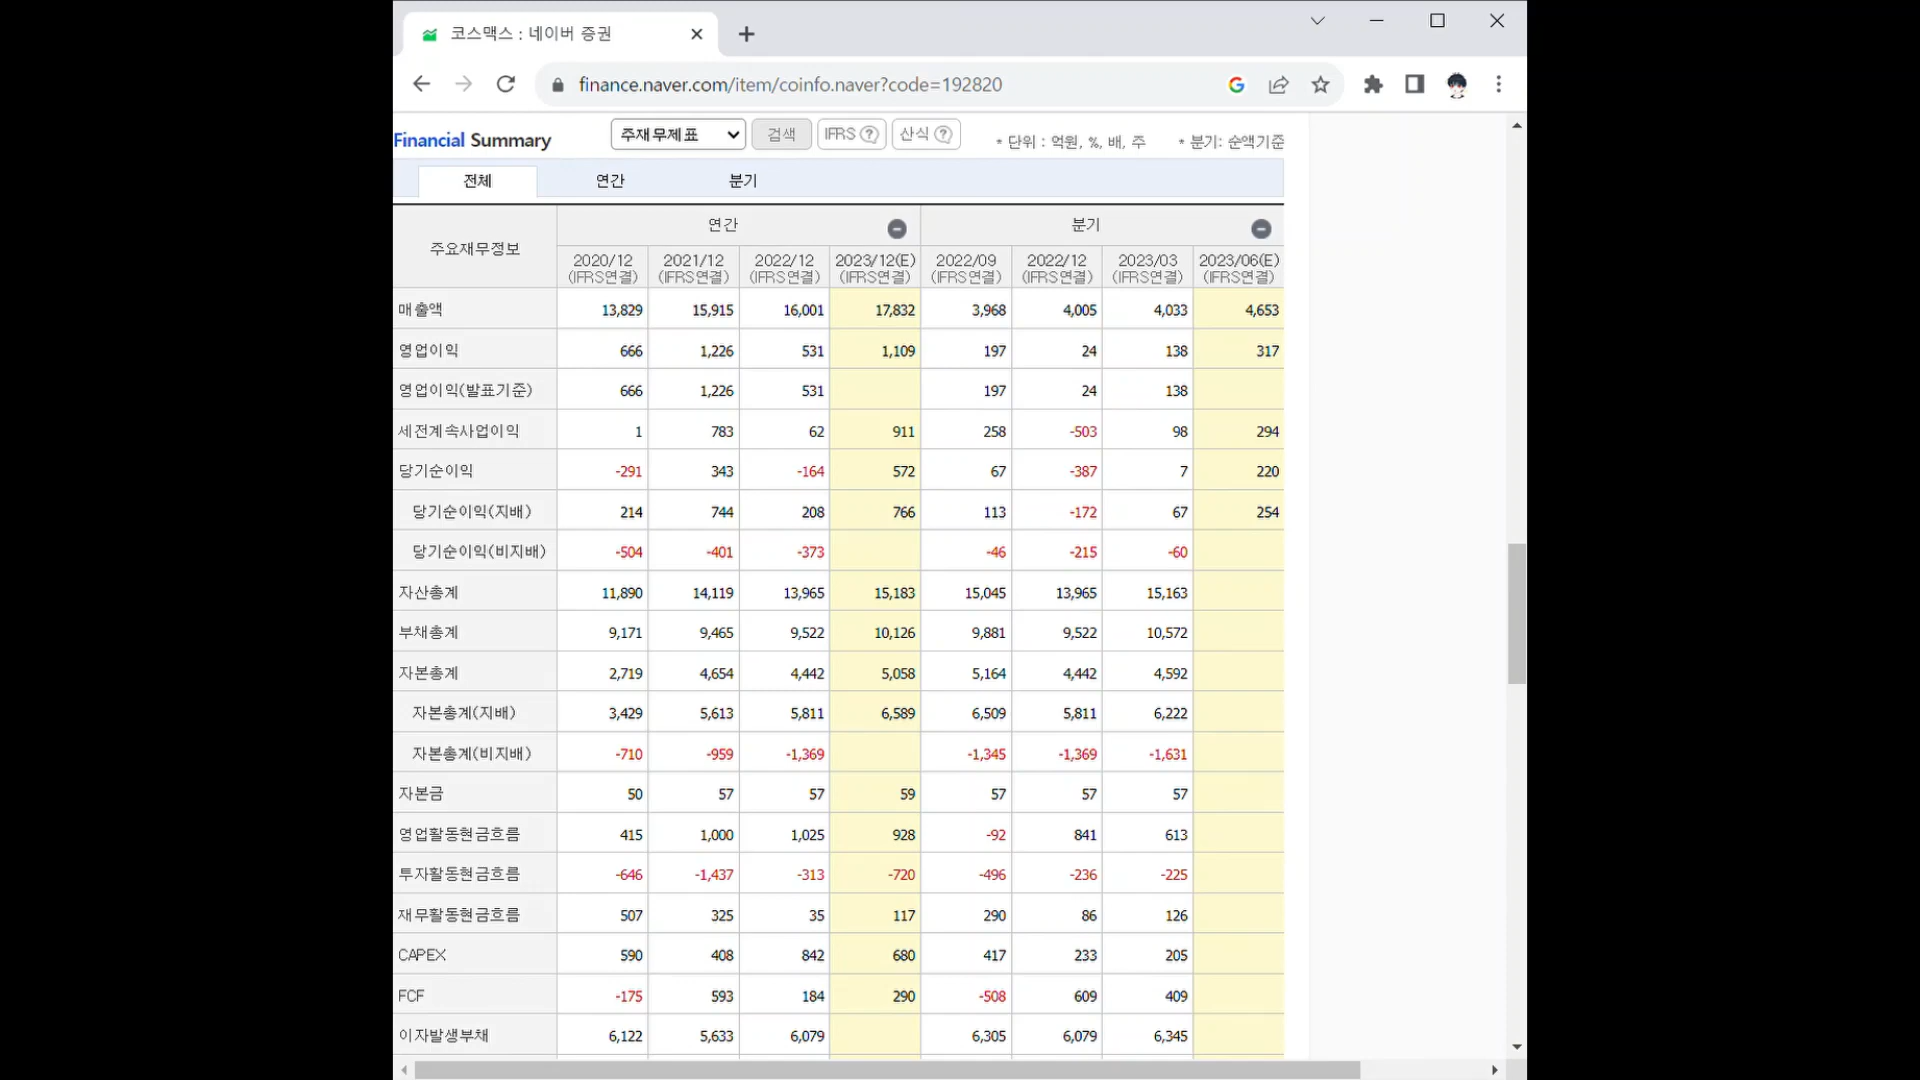 코스맥스 : 네이버 증권
finance.naver.com/item/coinfo.naver?code=192820
Financial Summary 주재무제표 검색 IFRS ? 산식 ? * 단위 : 억원, %, 배, 주 * 분기: 순액기준
전체 연간 분기
주요재무정보 연간 분기
2020/12 2021/12 2022/12 2023/12(E) 2022/09 2022/12 2023/03 2023/06(E)
(IFRS연결) (IFRS연결) (IFRS연결) (IFRS연결) (IFRS연결) (IFRS연결) (IFRS연결) (IFRS연결)
매출액 13,829 15,915 16,001 17,832 3,968 4,005 4,033 4,653
영업이익 666 1,226 531 1,109 197 24 138 317
영업이익(발표기준) 666 1,226 531 197 24 138
세전계속사업이익 1 783 62 911 258 -503 98 294
당기순이익 -291 343 -164 572 67 -387 7 220
당기순이익(지배) 214 744 208 766 113 -172 67 254
당기순이익(비지배) -504 -401 -373 -46 -215 -60
자산총계 11,890 14,119 13,965 15,183 15,045 13,965 15,163
부채총계 9,171 9,465 9,522 10,126 9,881 9,522 10,572
자본총계 2,719 4,654 4,442 5,058 5,164 4,442 4,592
자본총계(지배) 3,429 5,613 5,811 6,589 6,509 5,811 6,222
자본총계(비지배) -710 -959 -1,369 -1,345 -1,369 -1,631
자본금 50 57 57 59 57 57 57
영업활동현금흐름 415 1,000 1,025 928 -92 841 613
투자활동현금흐름 -646 -1,437 -313 -720 -496 -236 -225
재무활동현금흐름 507 325 35 117 290 86 126
CAPEX 590 408 842 680 417 233 205
FCF -175 593 184 290 -508 609 409
이자발생부채 6,122 5,633 6,079 6,305 6,079 6,345